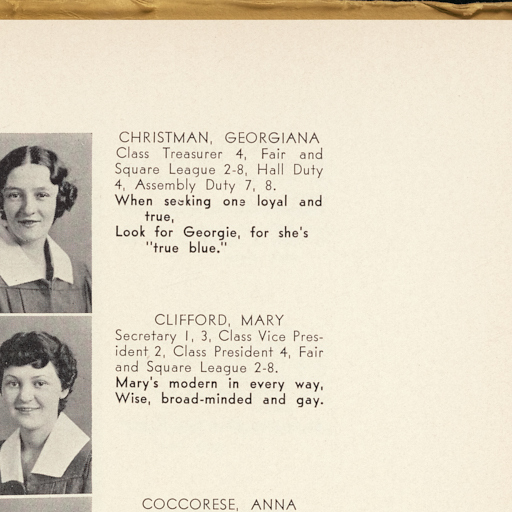 CHRISTMAN, GEORGIANA
Class Treasurer 4, Fair and
Square League 2-8, Hall Duty
4, Assembly Duty 7, 8.
When seeking one loyal and
true,
Look for Georgie, for she's
"true blue."
CLIFFORD, MARY
Secretary 1, 3, Class Vice Pres-
ident 2, Class President 4, Fair
and Square League 2-8.
Mary's modern in every way,
Wise, broad-minded and gay.
COCCORESE, ANNA